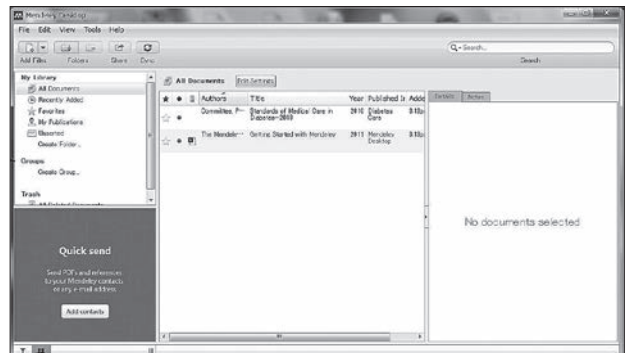 Mendeley Desktop
File Edit View Tools Help
Add Files Folders Share Sync
Search...
Search
My Library
All Documents
Recently Added
Favorites
My Publications
Unsorted
Create Folder...
Groups
Create Group...
Trash
All Deleted Documents
All Documents Edit Settings
Authors Title Year Published In Adde
Committee, P··· Standards of Medical Care in Diabetes—2010 2010 Diabetes Care
The Mendele··· Getting Started with Mendeley 2011 Mendeley Desktop
Details Notes
No documents selected
Quick send
Send PDFs and references
to your Mendeley contacts
or any e-mail address
Add contacts